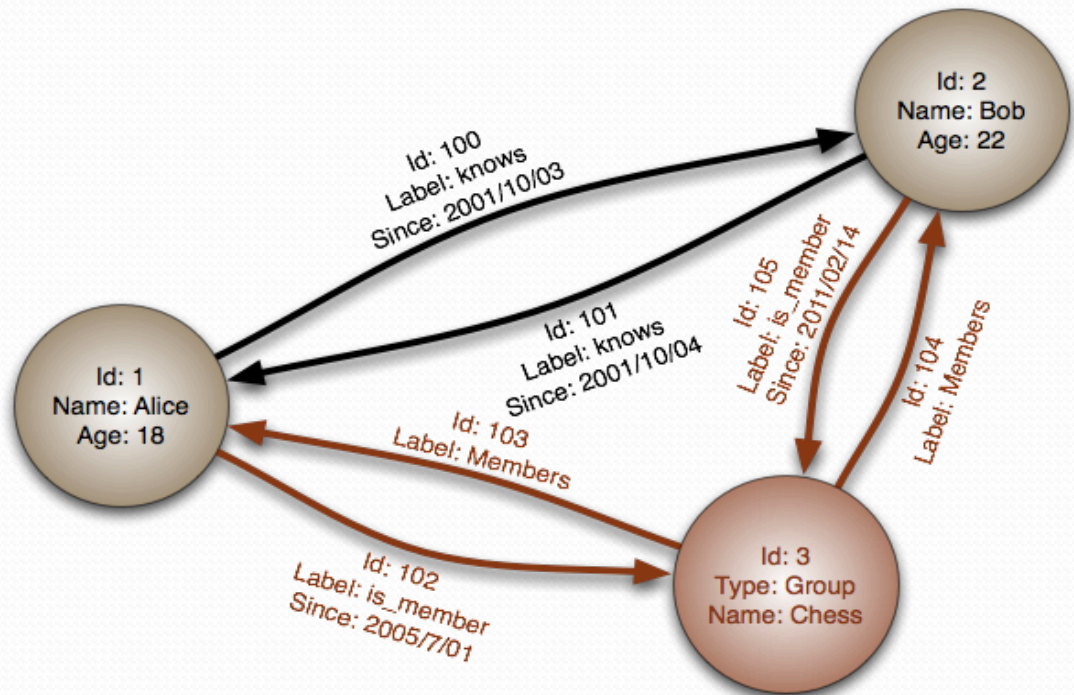 Id: 2
Name: Bob
Age: 22
Id: 100
Label: knows
Since: 2001/10/03
Id: 101
Label: knows
Since: 2001/10/04
Id: 105
Label: is_member
Since: 2011/02/14
Id: 104
Label: Members
Id: 1
Name: Alice
Age: 18
Id: 103
Label: Members
Id: 102
Label: is_member
Since: 2005/7/01
Id: 3
Type: Group
Name: Chess